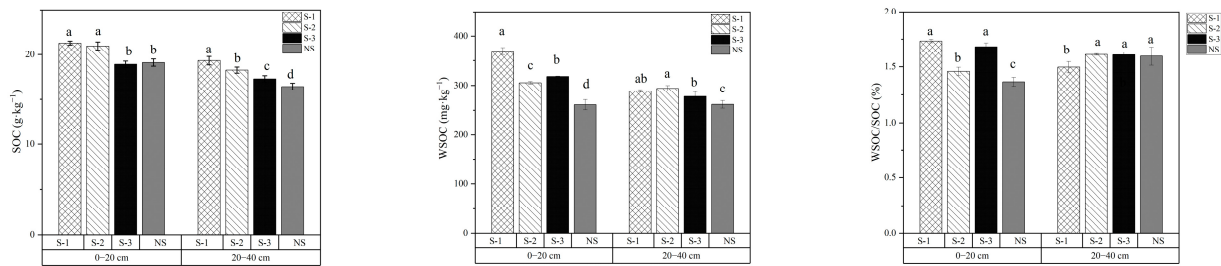 S-1
S-2
S-3
NS
20
10
0
SOC (g·kg⁻¹)
a a b b a b c d
S-1 S-2 S-3 NS S-1 S-2 S-3 NS
0−20 cm 20−40 cm
S-1
S-2
S-3
NS
400
300
200
100
0
WSOC (mg·kg⁻¹)
a c b d ab a b c
S-1 S-2 S-3 NS S-1 S-2 S-3 NS
0−20 cm 20−40 cm
S-1
S-2
S-3
NS
2.0
1.5
1.0
0.5
0.0
WSOC/SOC (%)
a b a c b a a a
S-1 S-2 S-3 NS S-1 S-2 S-3 NS
0−20 cm 20−40 cm